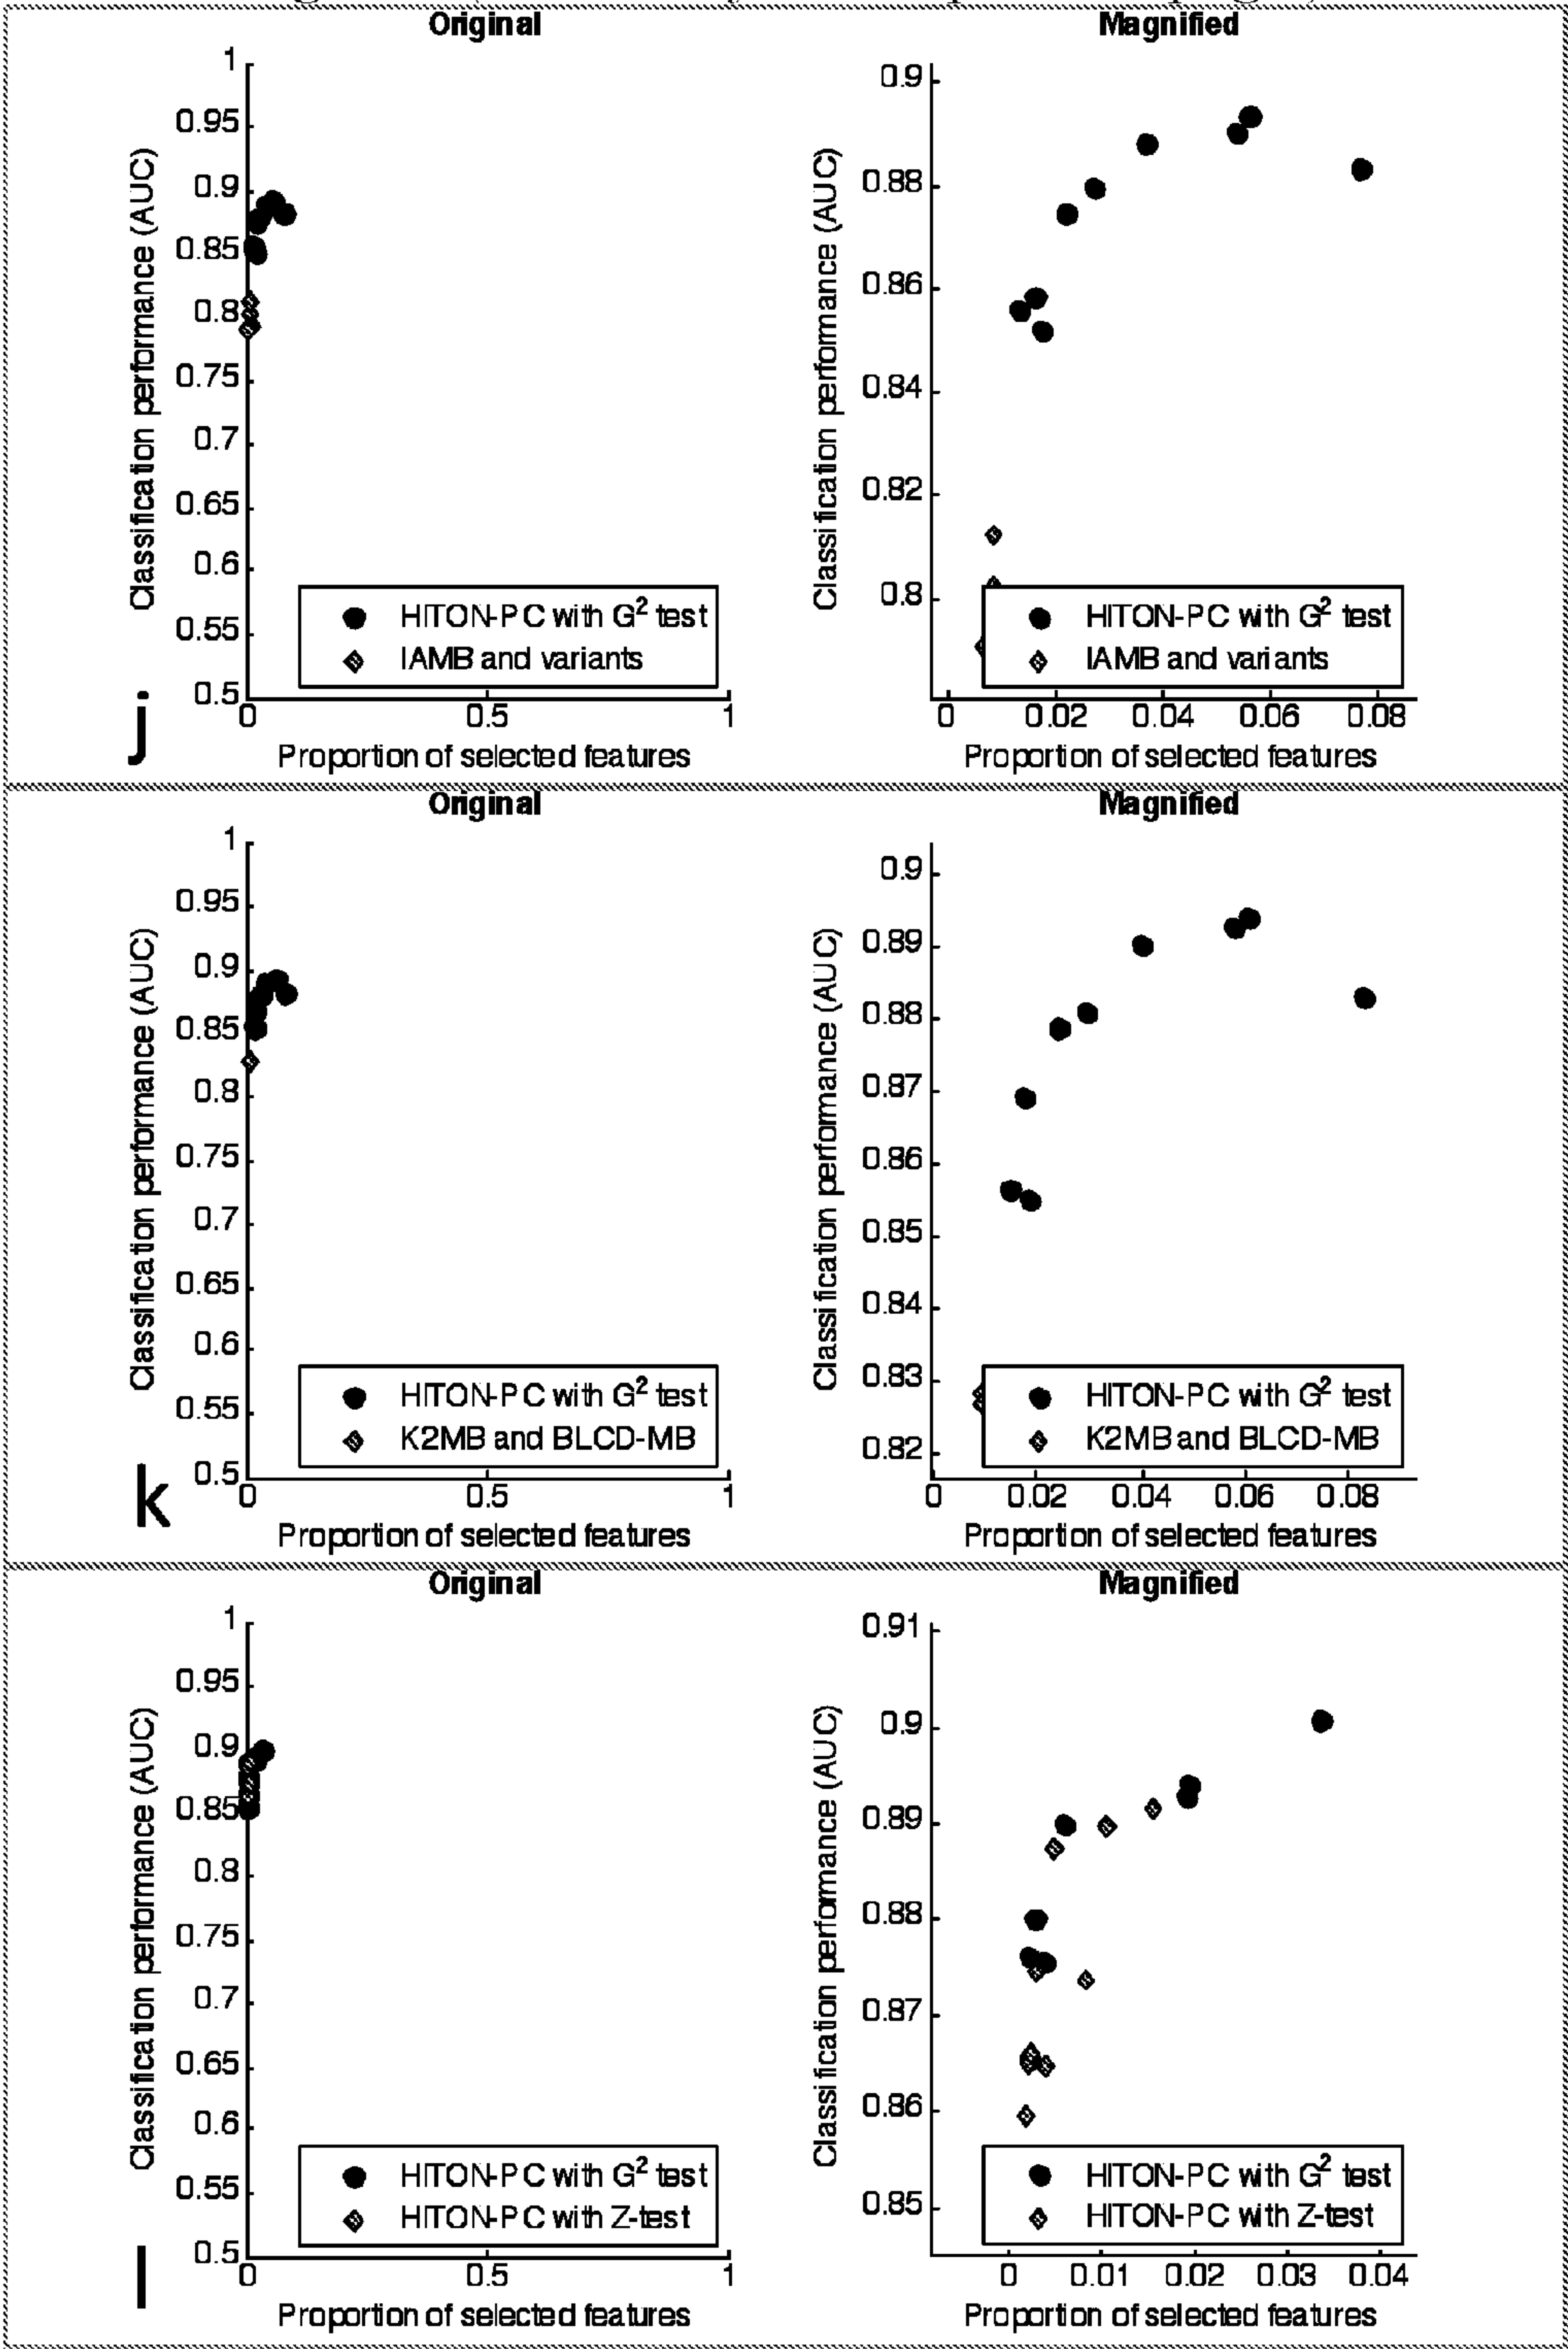 Original
Magnified
1
0.95
0.9
0.85
0.8
0.75
0.7
0.65
0.6
0.55
0.5
0
0.5
1
Classification performance (AUC)
Proportion of selected features
HITON-PC with G² test
IAMB and variants
j
0.9
0.88
0.86
0.84
0.82
0.8
0
0.02
0.04
0.06
0.08
Classification performance (AUC)
Proportion of selected features
HITON-PC with G² test
IAMB and variants
Original
Magnified
1
0.95
0.9
0.85
0.8
0.75
0.7
0.65
0.6
0.55
0.5
0
0.5
1
Classification performance (AUC)
Proportion of selected features
HITON-PC with G² test
K2MB and BLCD-MB
k
0.9
0.89
0.88
0.87
0.86
0.85
0.84
0.83
0.82
0
0.02
0.04
0.06
0.08
Classification performance (AUC)
Proportion of selected features
HITON-PC with G² test
K2MB and BLCD-MB
Original
Magnified
1
0.95
0.9
0.85
0.8
0.75
0.7
0.65
0.6
0.55
0.5
0
0.5
1
Classification performance (AUC)
Proportion of selected features
HITON-PC with G² test
HITON-PC with Z-test
l
0.91
0.9
0.89
0.88
0.87
0.86
0.85
0
0.01
0.02
0.03
0.04
Classification performance (AUC)
Proportion of selected features
HITON-PC with G² test
HITON-PC with Z-test